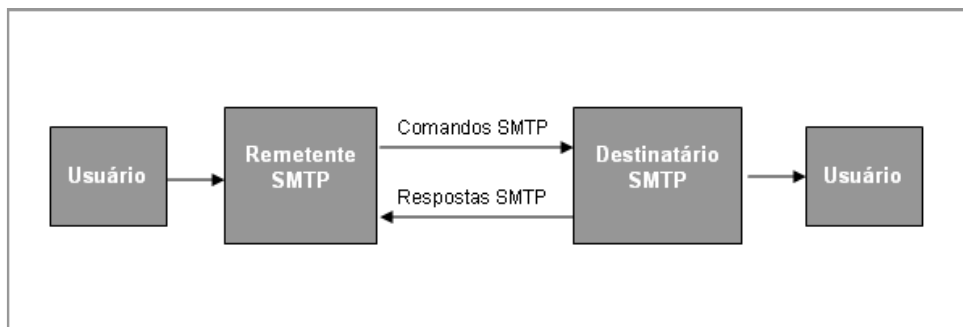 Usuário
Remetente
SMTP
Comandos SMTP
Respostas SMTP
Destinatário
SMTP
Usuário